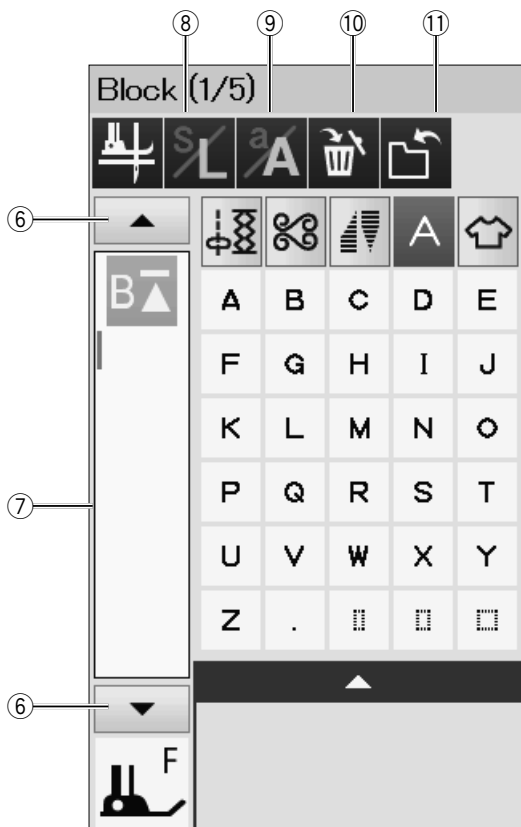 ⑧ ⑨ ⑩ ⑪
Block (1/5)
S/L a/A
⑥
A
B
A B C D E
F G H I J
K L M N O
⑦
P Q R S T
U V W X Y
Z .
⑥
F